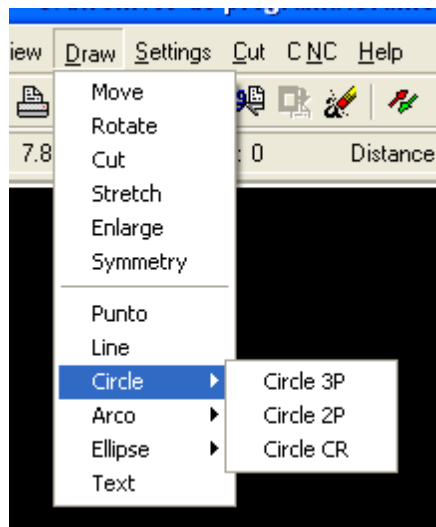 iew Draw Settings Cut CNC Help
7.8 : 0 Distance
Move
Rotate
Cut
Stretch
Enlarge
Symmetry
Punto
Line
Circle
Circle 3P
Arco
Circle 2P
Ellipse
Circle CR
Text